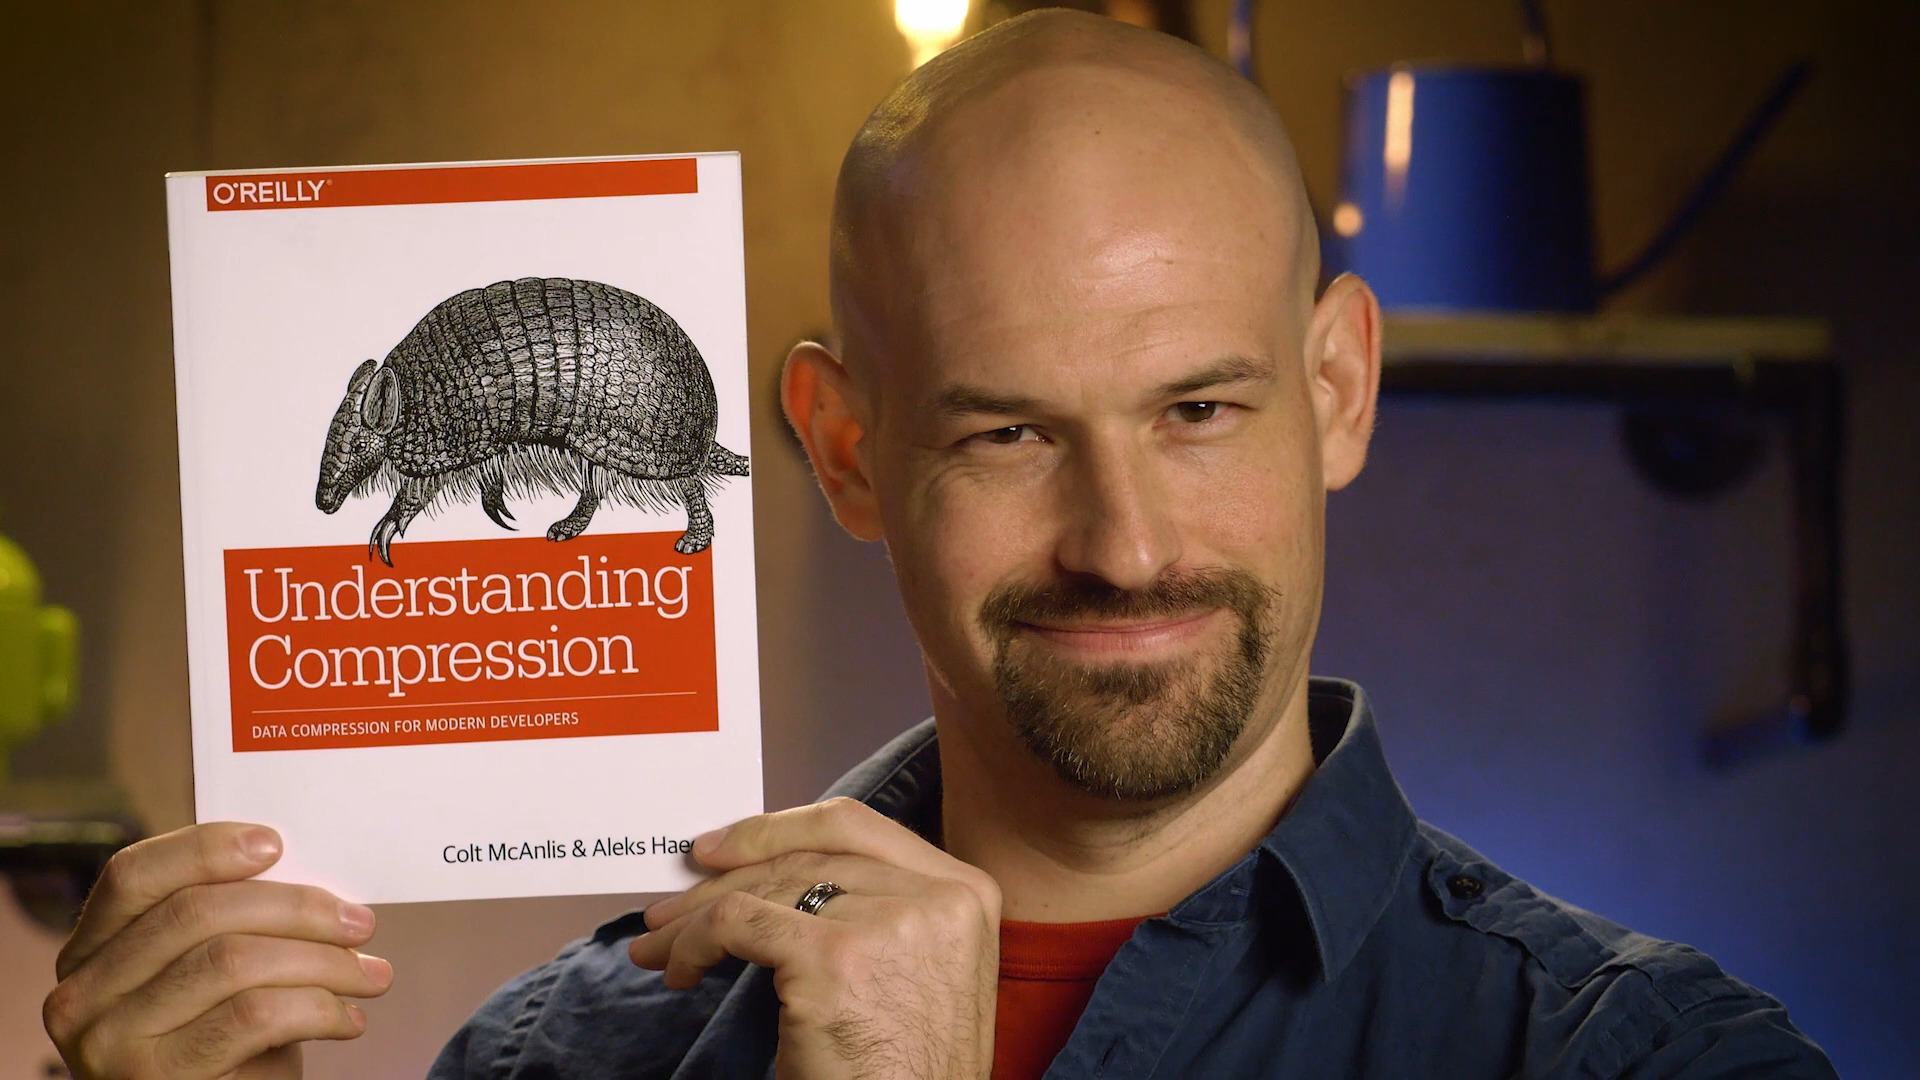 O'REILLY®
Understanding
Compression
DATA COMPRESSION FOR MODERN DEVELOPERS
Colt McAnlis & Aleks